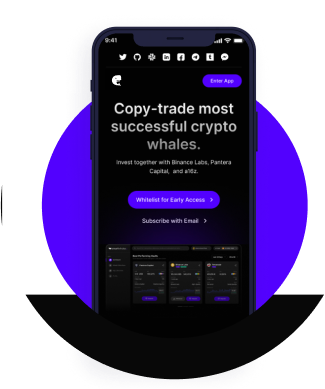 9:41
Enter App
Copy-trade most
successful crypto
whales.
Invest together with Binance Labs, Pantera
Capital, and a16z.
Whitelist for Early Access
Subscribe with Email